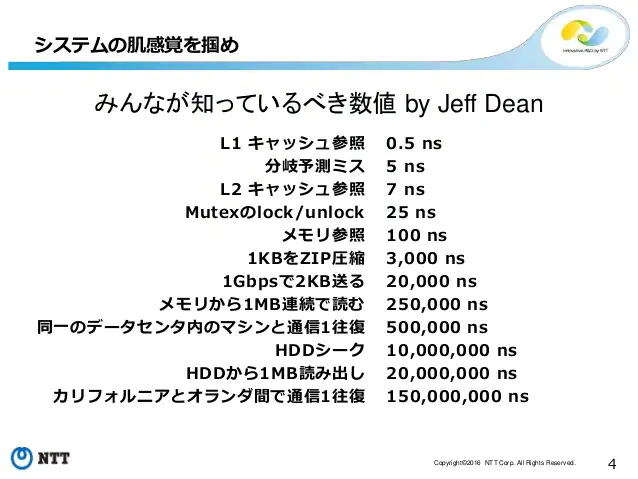 システムの肌感覚を掴め
Innovative R&D by NTT
みんなが知っているべき数値 by Jeff Dean
L1 キャッシュ参照 0.5 ns
分岐予測ミス 5 ns
L2 キャッシュ参照 7 ns
Mutexのlock/unlock 25 ns
メモリ参照 100 ns
1KBをZIP圧縮 3,000 ns
1Gbpsで2KB送る 20,000 ns
メモリから1MB連続で読む 250,000 ns
同一のデータセンタ内のマシンと通信1往復 500,000 ns
HDDシーク 10,000,000 ns
HDDから1MB読み出し 20,000,000 ns
カリフォルニアとオランダ間で通信1往復 150,000,000 ns
NTT
Copyright©2016 NTT Corp. All Rights Reserved.
4